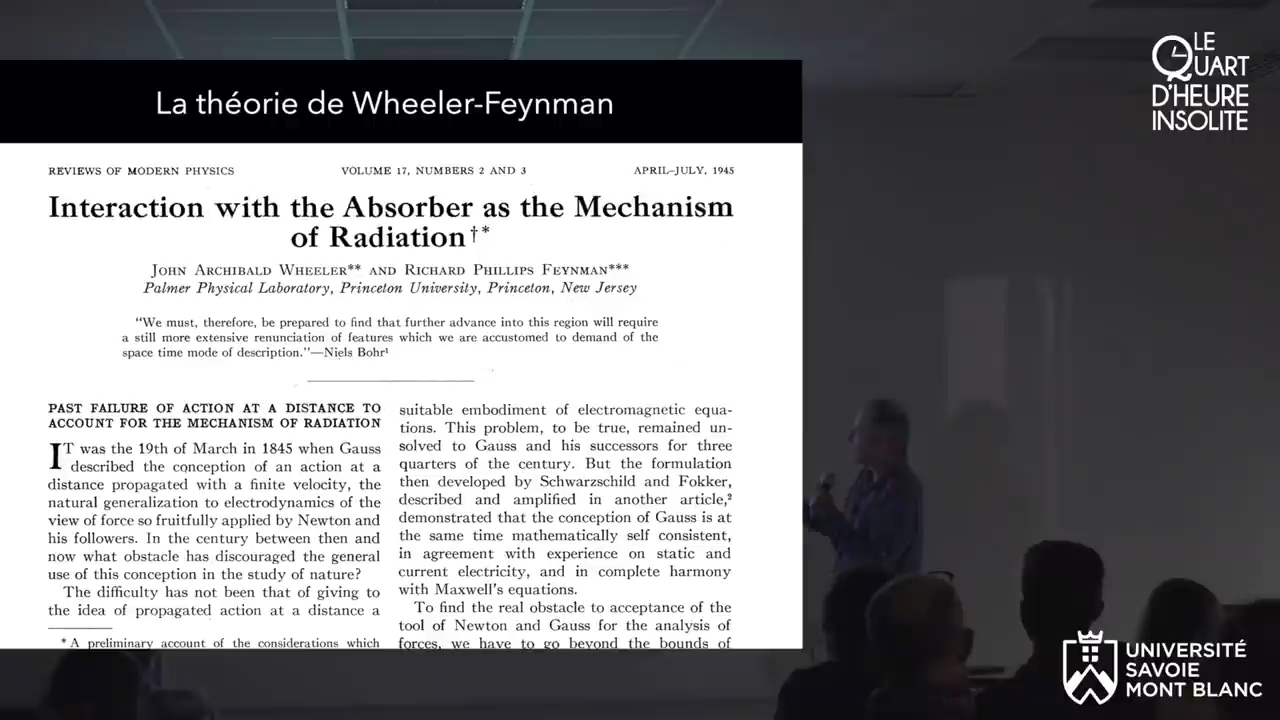 La théorie de Wheeler-Feynman
REVIEWS OF MODERN PHYSICS VOLUME 17, NUMBERS 2 AND 3 APRIL–JULY, 1945
Interaction with the Absorber as the Mechanism
of Radiation†*
JOHN ARCHIBALD WHEELER** AND RICHARD PHILLIPS FEYNMAN***
Palmer Physical Laboratory, Princeton University, Princeton, New Jersey
"We must, therefore, be prepared to find that further advance into this region will require
a still more extensive renunciation of features which we are accustomed to demand of the
space time mode of description."—Niels Bohr¹
PAST FAILURE OF ACTION AT A DISTANCE TO
ACCOUNT FOR THE MECHANISM OF RADIATION
IT was the 19th of March in 1845 when Gauss
described the conception of an action at a
distance propagated with a finite velocity, the
natural generalization to electrodynamics of the
view of force so fruitfully applied by Newton and
his followers. In the century between then and
now what obstacle has discouraged the general
use of this conception in the study of nature?
The difficulty has not been that of giving to
the idea of propagated action at a distance a
* A preliminary account of the considerations which
suitable embodiment of electromagnetic equa-
tions. This problem, to be true, remained un-
solved to Gauss and his successors for three
quarters of the century. But the formulation
then developed by Schwarzschild and Fokker,
described and amplified in another article,²
demonstrated that the conception of Gauss is at
the same time mathematically self consistent,
in agreement with experience on static and
current electricity, and in complete harmony
with Maxwell's equations.
To find the real obstacle to acceptance of the
tool of Newton and Gauss for the analysis of
forces, we have to go beyond the bounds of
LE
QUART
D'HEURE
INSOLITE
UNIVERSITÉ
SAVOIE
MONT BLANC